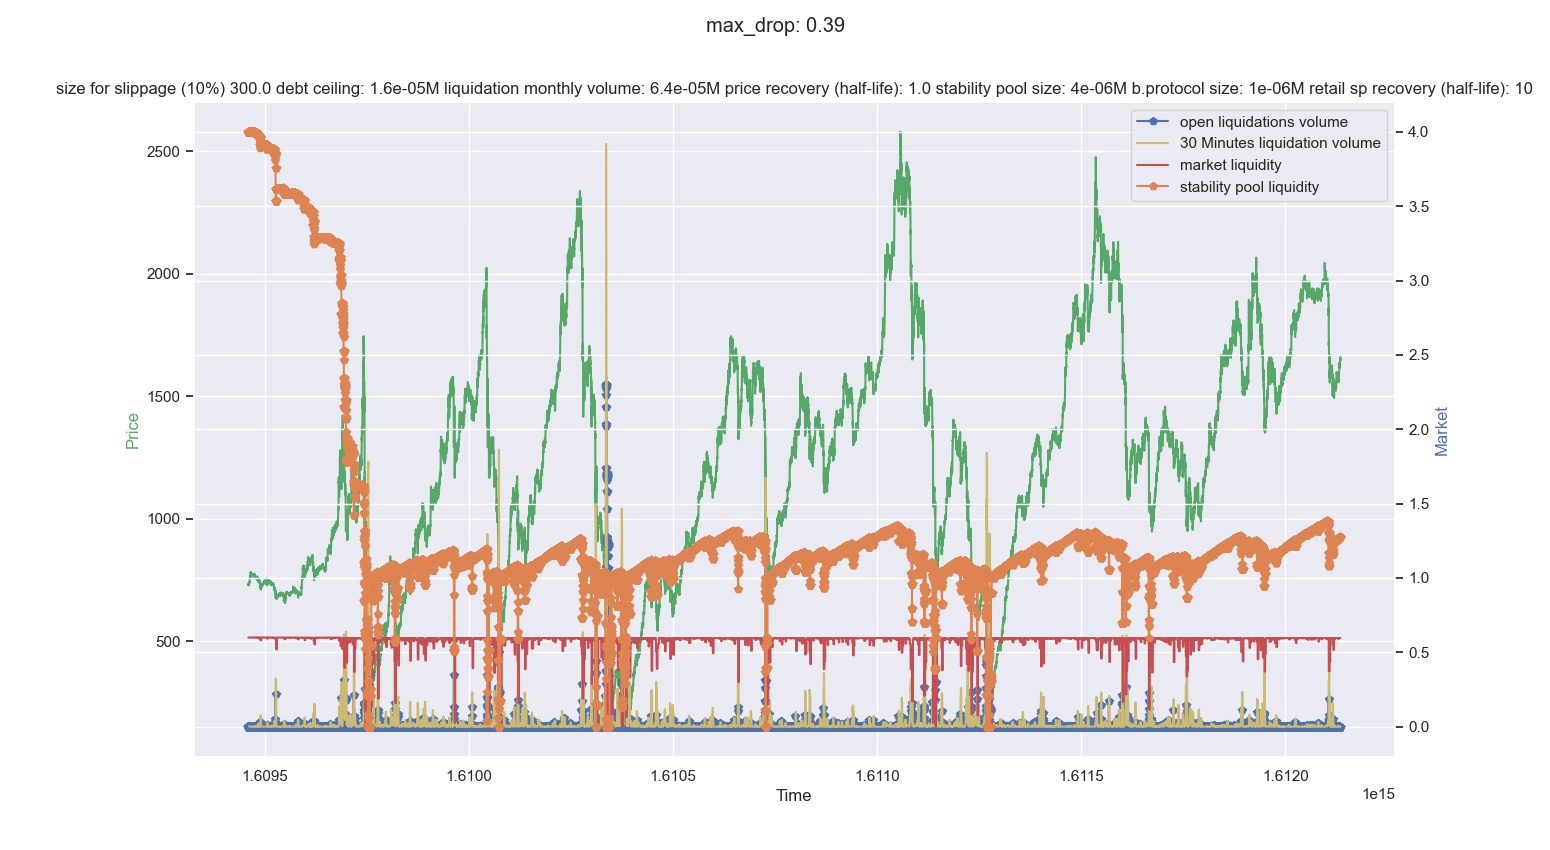 max_drop: 0.39
size for slippage (10%) 300.0 debt ceiling: 1.6e-05M liquidation monthly volume: 6.4e-05M price recovery (half-life): 1.0 stability pool size: 4e-06M b.protocol size: 1e-06M retail sp recovery (half-life): 10
open liquidations volume
30 Minutes liquidation volume
market liquidity
stability pool liquidity
2500
2000
1500
1000
500
Price
4.0
3.5
3.0
2.5
2.0
1.5
1.0
0.5
0.0
Market
1.6095
1.6100
1.6105
1.6110
1.6115
1.6120
1e15
Time